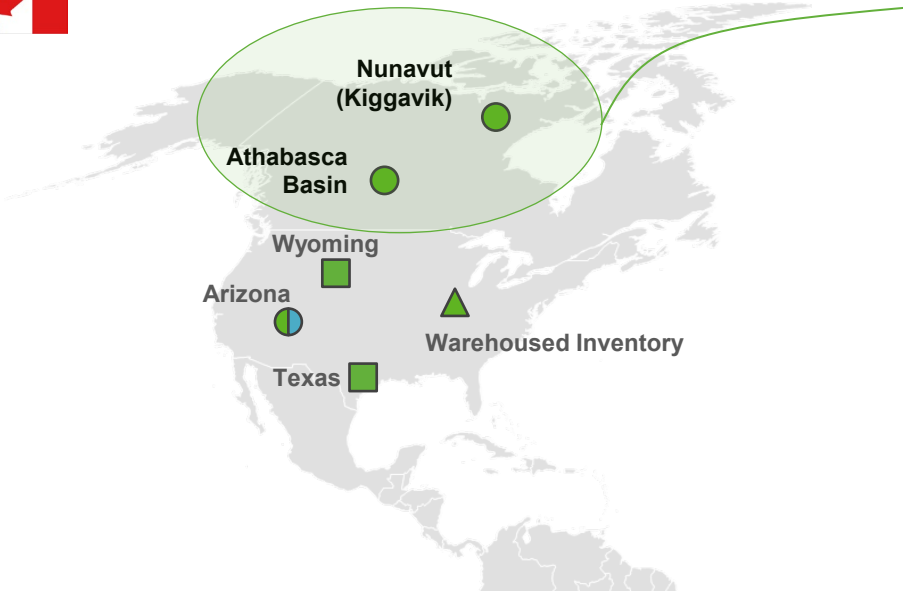 Nunavut
(Kiggavik)
Athabasca
Basin
Wyoming
Arizona
Warehoused Inventory
Texas